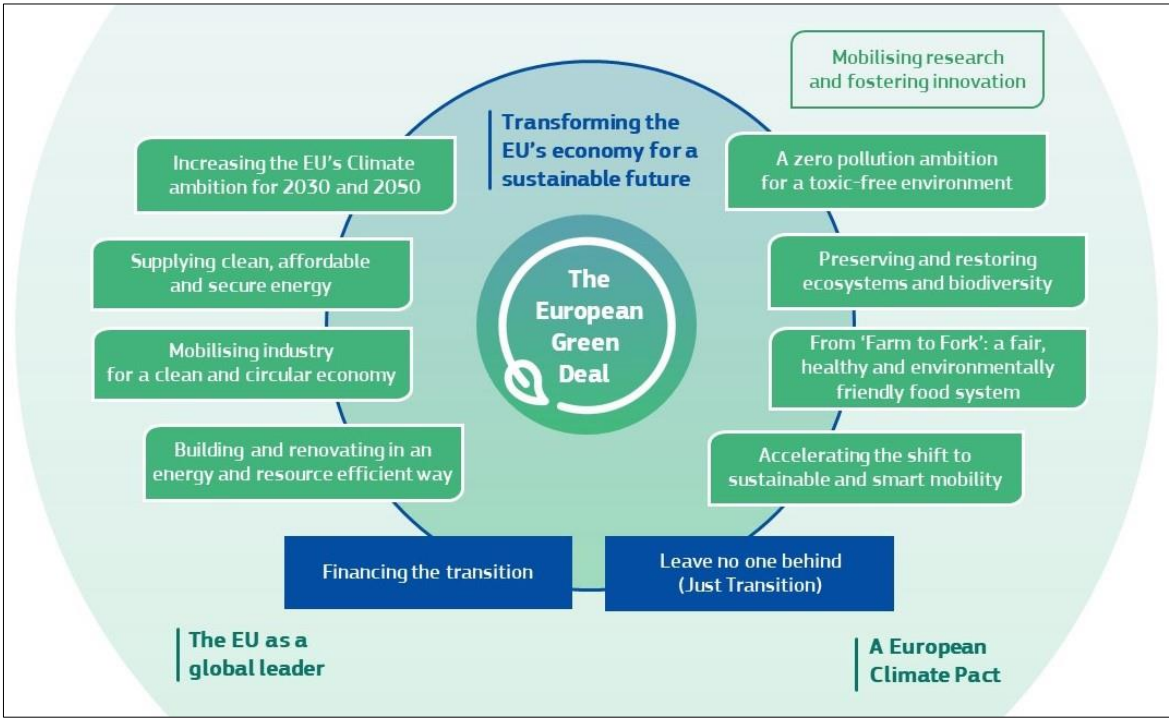 Mobilising research
and fostering innovation
Transforming the
EU's economy for a
sustainable future
Increasing the EU's Climate
ambition for 2030 and 2050
A zero pollution ambition
for a toxic-free environment
Supplying clean, affordable
and secure energy
Preserving and restoring
ecosystems and biodiversity
The
European
Green
Deal
Mobilising industry
for a clean and circular economy
From 'Farm to Fork': a fair,
healthy and environmentally
friendly food system
Building and renovating in an
energy and resource efficient way
Accelerating the shift to
sustainable and smart mobility
Financing the transition
Leave no one behind
(Just Transition)
The EU as a
global leader
A European
Climate Pact